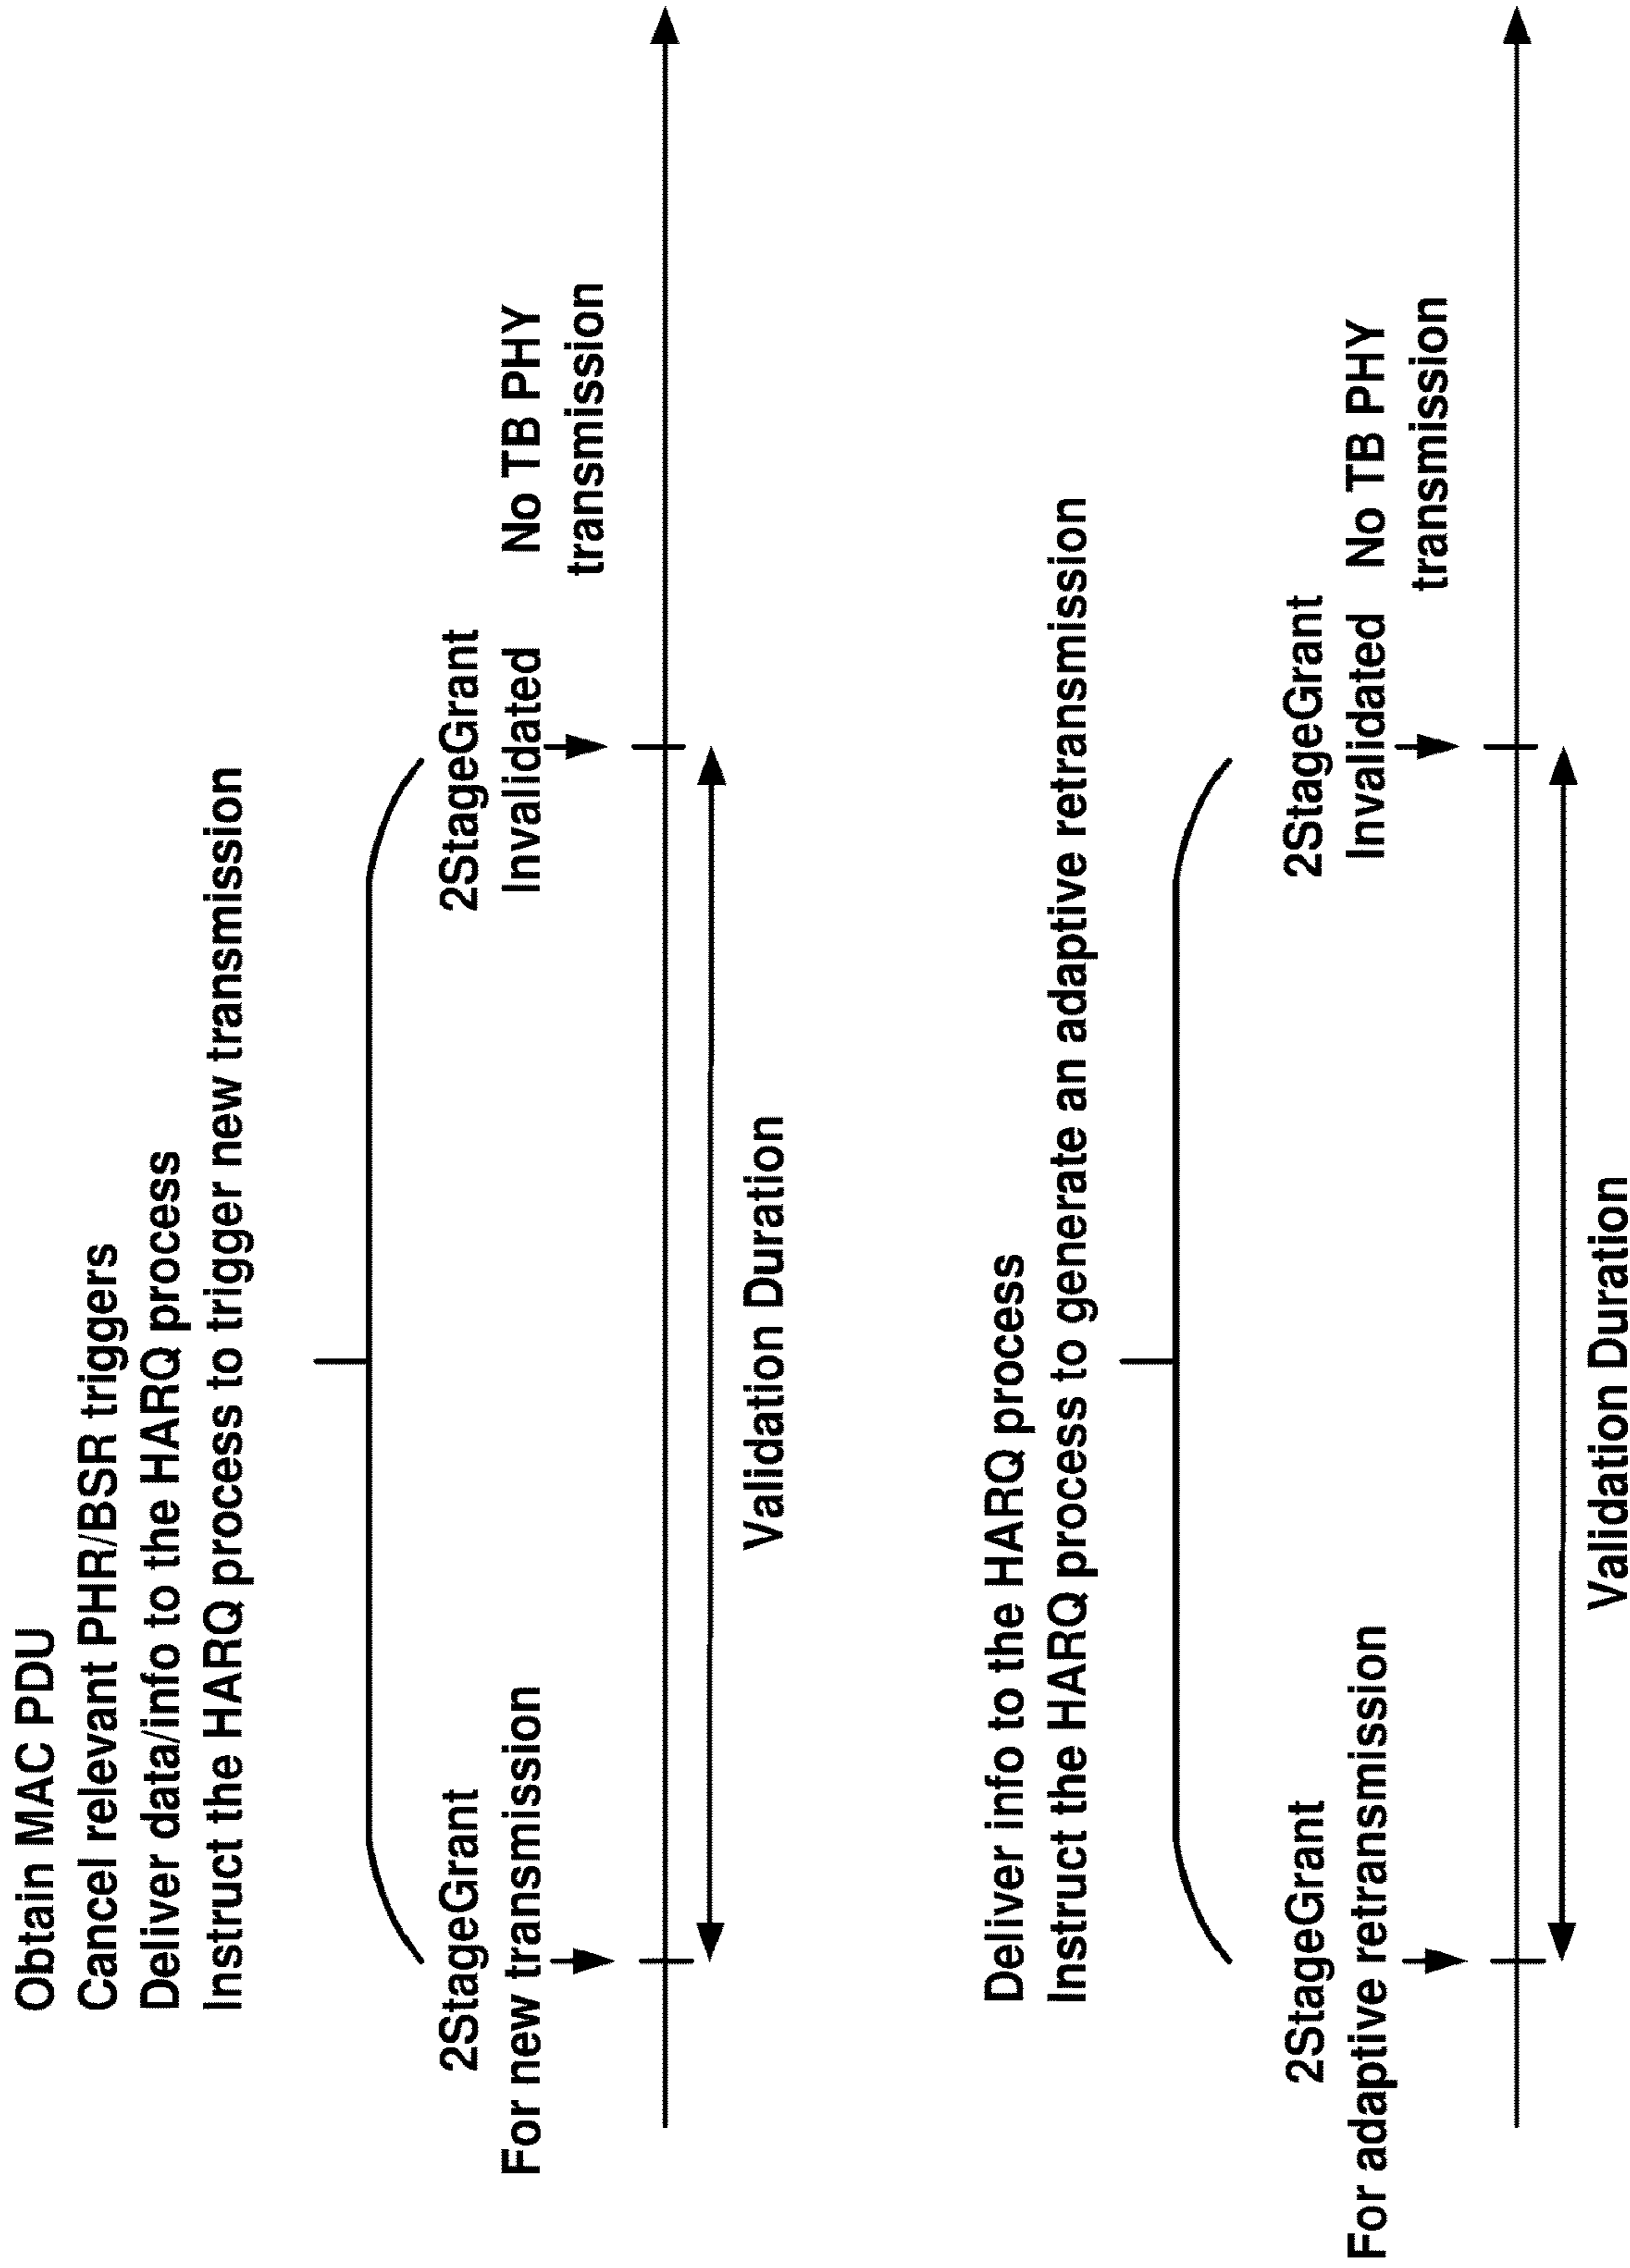 Obtain MAC PDU
Cancel relevant PHR/BSR triggers
Deliver data/info to the HARQ process
Instruct the HARQ process to trigger new transmission
2StageGrant
For new transmission
2StageGrant
Invalidated
No TB PHY
transmission
Validation Duration
Deliver info to the HARQ process
Instruct the HARQ process to generate an adaptive retransmission
2StageGrant
For adaptive retransmission
2StageGrant
Invalidated
No TB PHY
transmission
Validation Duration